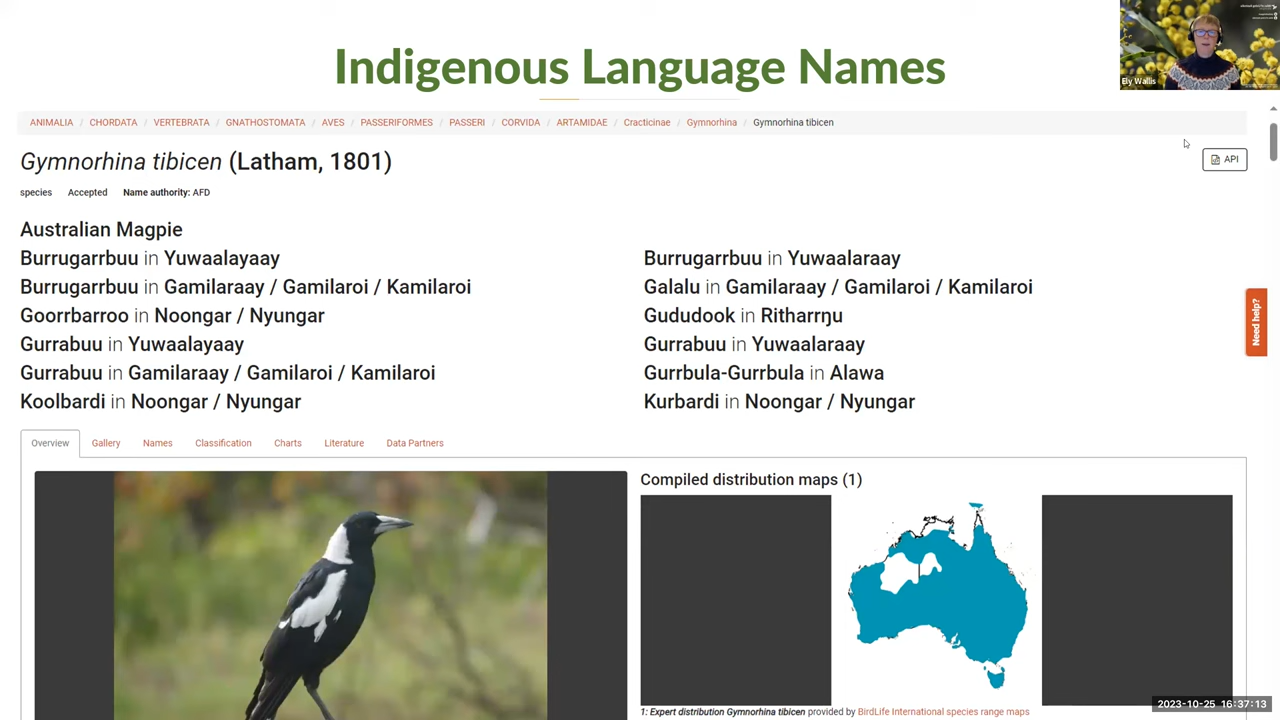 Indigenous Language Names
Ely Wallis
ANIMALIA / CHORDATA / VERTEBRATA / GNATHOSTOMATA / AVES / PASSERIFORMES / PASSERI / CORVIDA / ARTAMIDAE / Cracticinae / Gymnorhina / Gymnorhina tibicen
Gymnorhina tibicen (Latham, 1801)
API
species Accepted Name authority: AFD
Australian Magpie
Burrugarrbuu in Yuwaalayaay
Burrugarrbuu in Yuwaalaraay
Burrugarrbuu in Gamilaraay / Gamilaroi / Kamilaroi
Galalu in Gamilaraay / Gamilaroi / Kamilaroi
Goorrbarroo in Noongar / Nyungar
Gududook in Ritharrŋu
Gurrabuu in Yuwaalayaay
Gurrabuu in Yuwaalaraay
Gurrabuu in Gamilaraay / Gamilaroi / Kamilaroi
Gurrbula-Gurrbula in Alawa
Koolbardi in Noongar / Nyungar
Kurbardi in Noongar / Nyungar
Need help?
Overview Gallery Names Classification Charts Literature Data Partners
Compiled distribution maps (1)
1: Expert distribution Gymnorhina tibicen provided by BirdLife International species range maps
2023-10-25 16:37:13